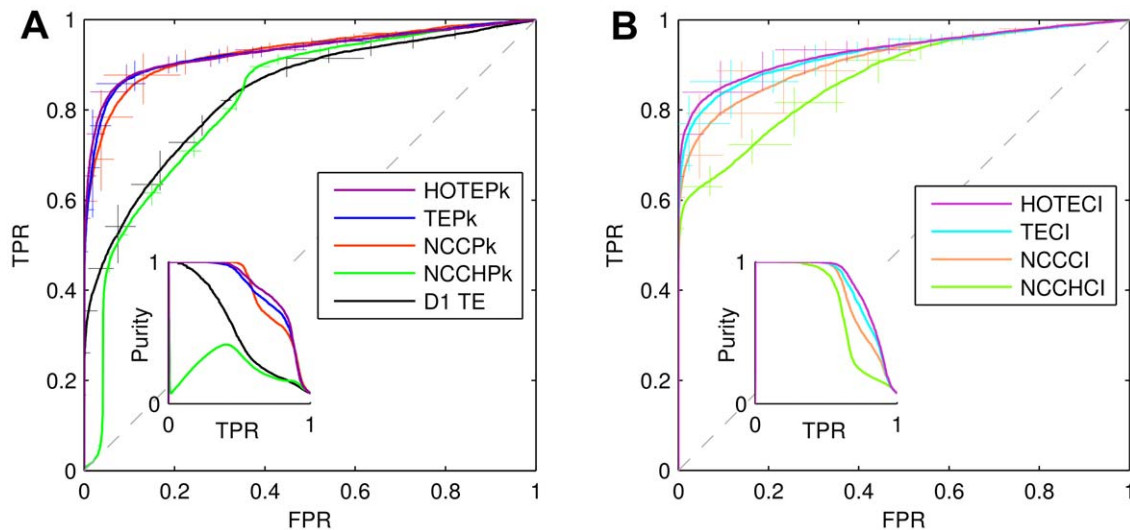 A
1
0.8
0.6
0.4
0.2
0
TPR
0 0.2 0.4 0.6 0.8 1
FPR
HOTEPk
TEPk
NCCPk
NCCHPk
D1 TE
1
Purity
0
0 TPR 1
B
1
0.8
0.6
0.4
0.2
0
TPR
0 0.2 0.4 0.6 0.8 1
FPR
HOTECI
TECI
NCCCI
NCCHCI
1
Purity
0
0 TPR 1